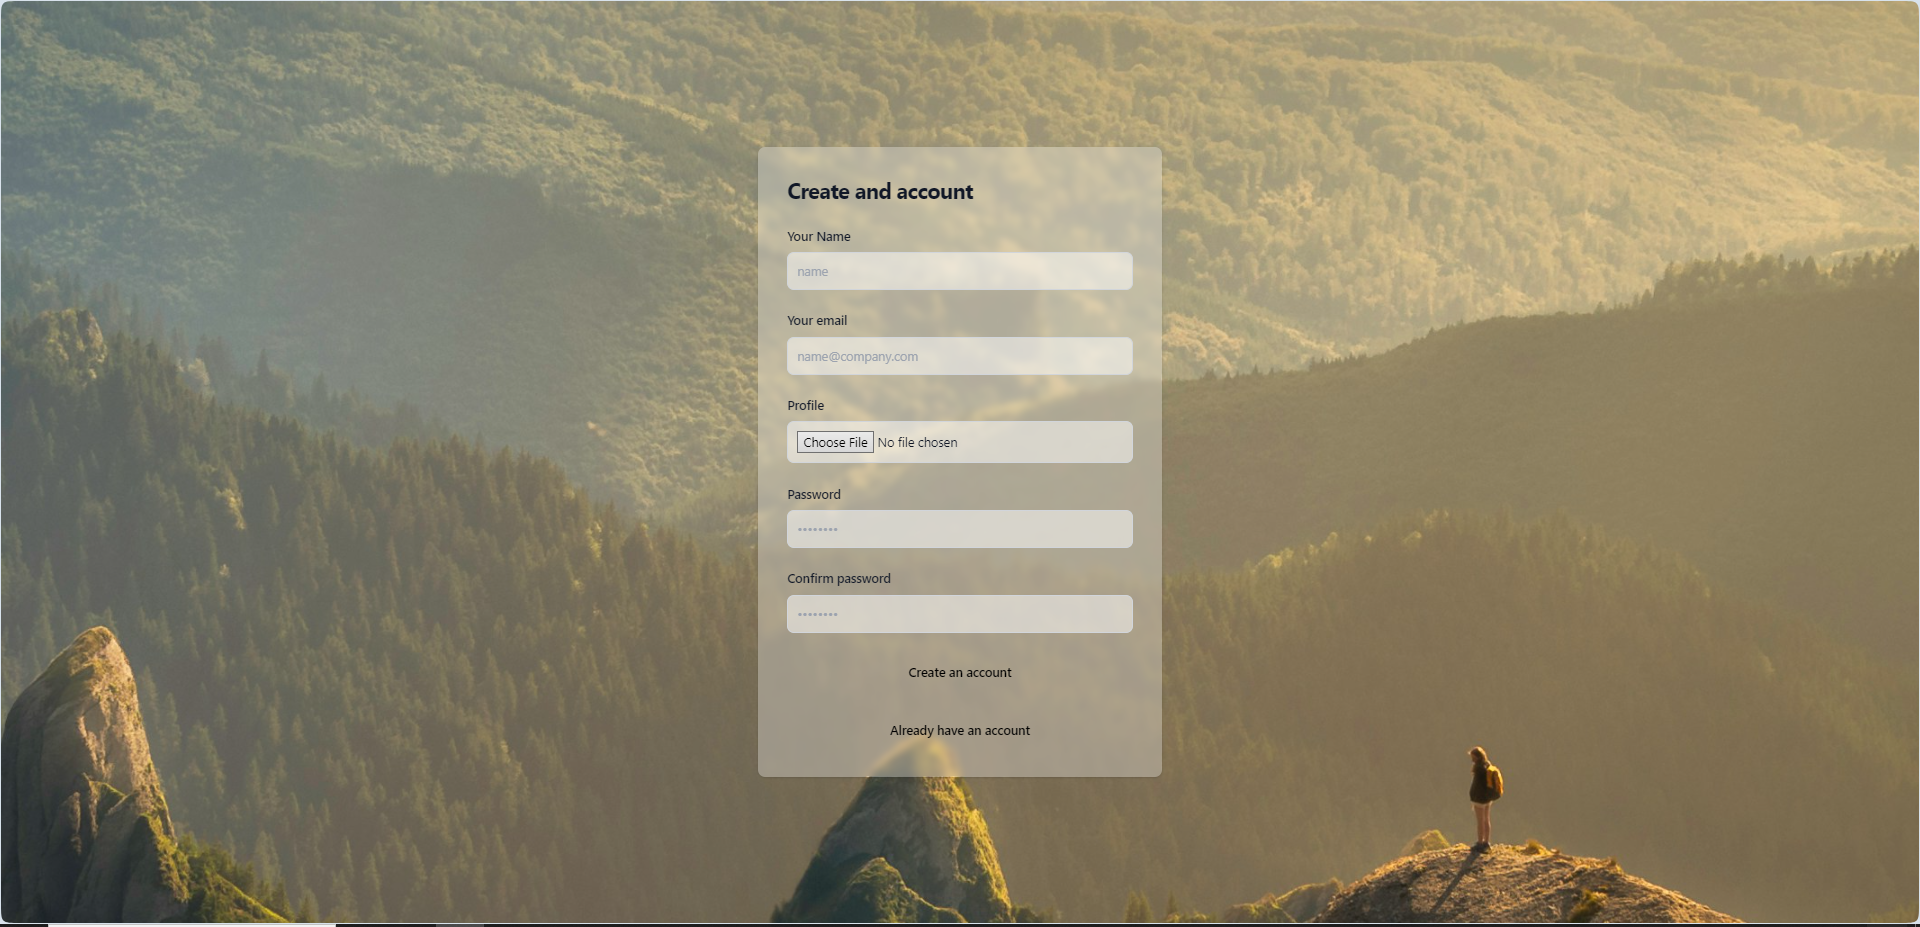 Create and account
Your Name
name
Your email
name@company.com
Profile
Choose File No file chosen
Password
••••••••
Confirm password
••••••••
Create an account
Already have an account